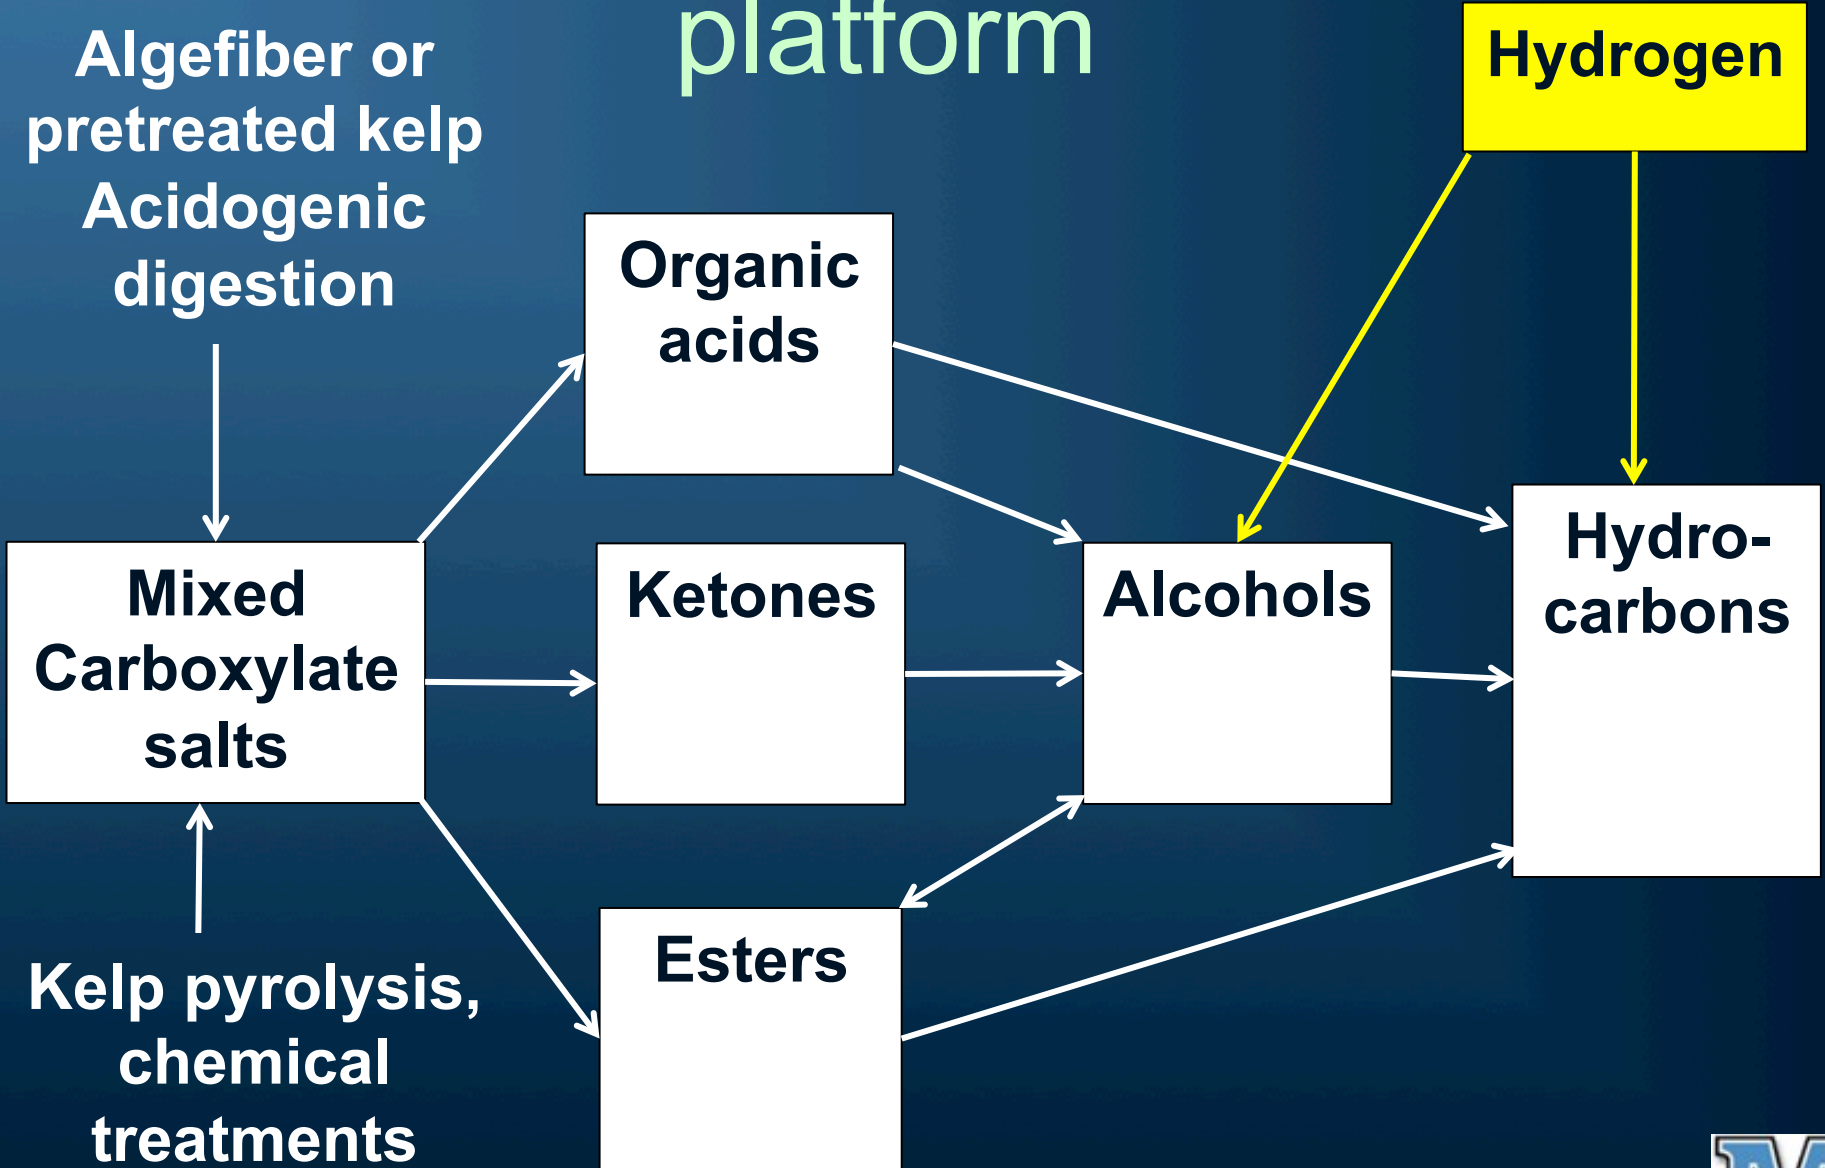 platform
Algefiber or
pretreated kelp
Acidogenic
digestion
Hydrogen
Organic
acids
Mixed
Carboxylate
salts
Ketones
Alcohols
Hydro-
carbons
Esters
Kelp pyrolysis,
chemical
treatments